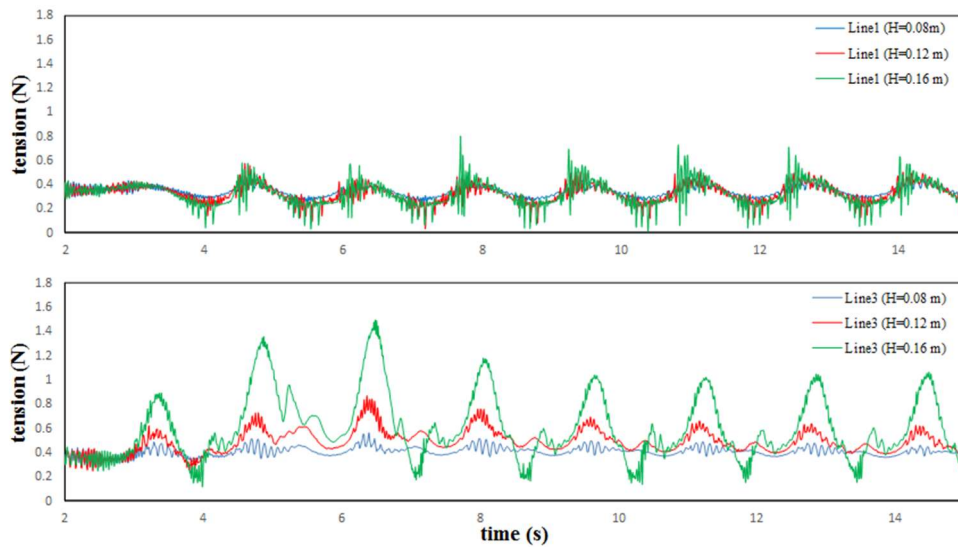 1.8
1.6
1.4
1.2
1
0.8
0.6
0.4
0.2
0
tension (N)
Line1 (H=0.08m)
Line1 (H=0.12 m)
Line1 (H=0.16 m)
2 4 6 8 10 12 14
1.8
1.6
1.4
1.2
1
0.8
0.6
0.4
0.2
0
tension (N)
Line3 (H=0.08 m)
Line3 (H=0.12 m)
Line3 (H=0.16 m)
2 4 6 8 10 12 14
time (s)